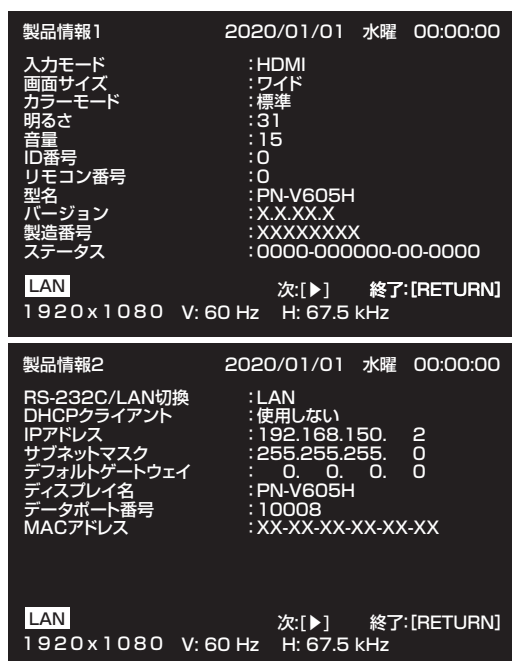 製品情報1 2020/01/01 水曜 00:00:00
入力モード :HDMI
画面サイズ :ワイド
カラーモード :標準
明るさ :31
音量 :15
ID番号 :0
リモコン番号 :0
型名 :PN-V605H
バージョン :X.X.XX.X
製造番号 :XXXXXXXX
ステータス :0000-000000-00-0000
LAN 次:[▶] 終了:[RETURN]
1920x1080 V: 60 Hz H: 67.5 kHz
製品情報2 2020/01/01 水曜 00:00:00
RS-232C/LAN切換 :LAN
DHCPクライアント :使用しない
IPアドレス :192.168.150. 2
サブネットマスク :255.255.255. 0
デフォルトゲートウェイ : 0. 0. 0. 0
ディスプレイ名 :PN-V605H
データポート番号 :10008
MACアドレス :XX-XX-XX-XX-XX-XX
LAN 次:[▶] 終了:[RETURN]
1920x1080 V: 60 Hz H: 67.5 kHz